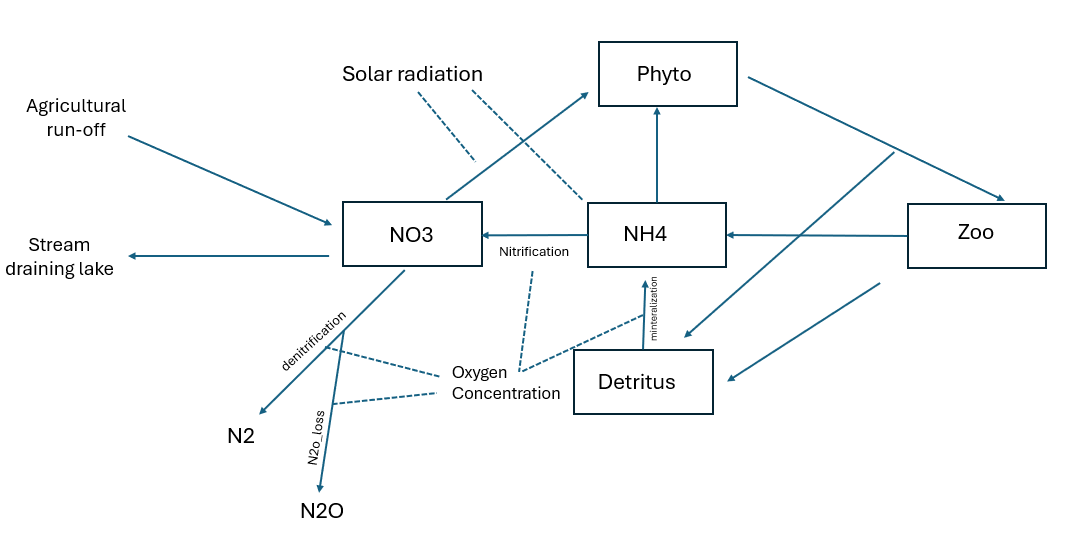 Phyto
Solar radiation
Agricultural
run-off
NO3
NH4
Zoo
Nitrification
Stream
draining lake
minteralization
denitrification
Oxygen
Concentration
Detritus
N2o_loss
N2
N2O